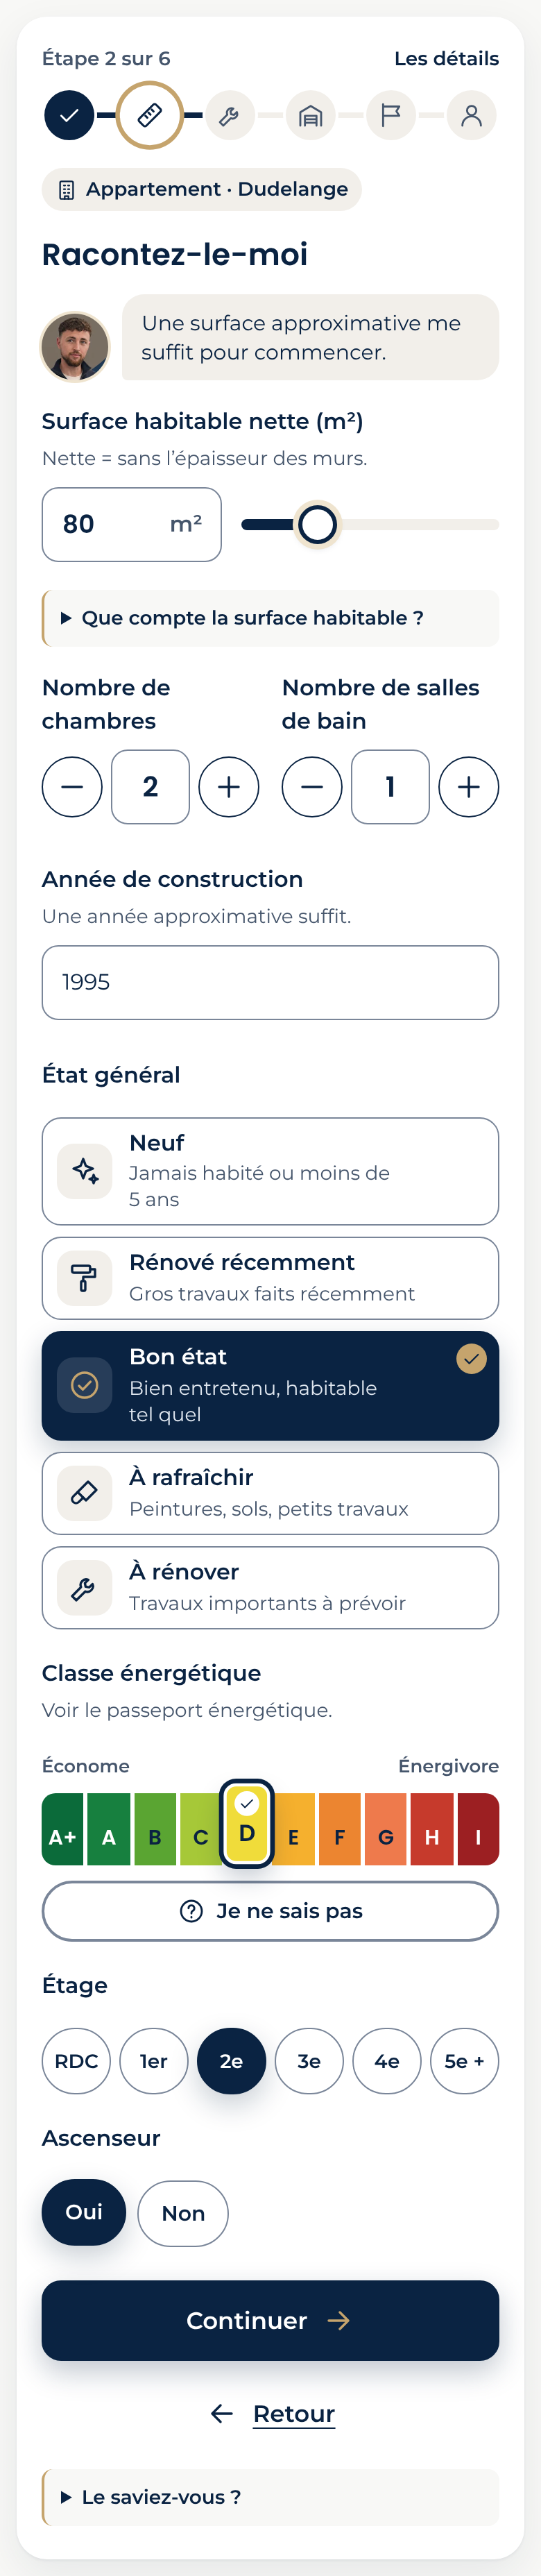 Étape 2 sur 6
Les détails
Appartement · Dudelange
Racontez-le-moi
Une surface approximative me
suffit pour commencer.
Surface habitable nette (m²)
Nette = sans l’épaisseur des murs.
80 m²
Que compte la surface habitable ?
Nombre de
chambres
Nombre de salles
de bain
2
1
Année de construction
Une année approximative suffit.
1995
État général
Neuf
Jamais habité ou moins de
5 ans
Rénové récemment
Gros travaux faits récemment
Bon état
Bien entretenu, habitable
tel quel
À rafraîchir
Peintures, sols, petits travaux
À rénover
Travaux importants à prévoir
Classe énergétique
Voir le passeport énergétique.
Économe
Énergivore
A+ A B C D E F G H I
Je ne sais pas
Étage
RDC 1er 2e 3e 4e 5e +
Ascenseur
Oui Non
Continuer
Retour
Le saviez-vous ?